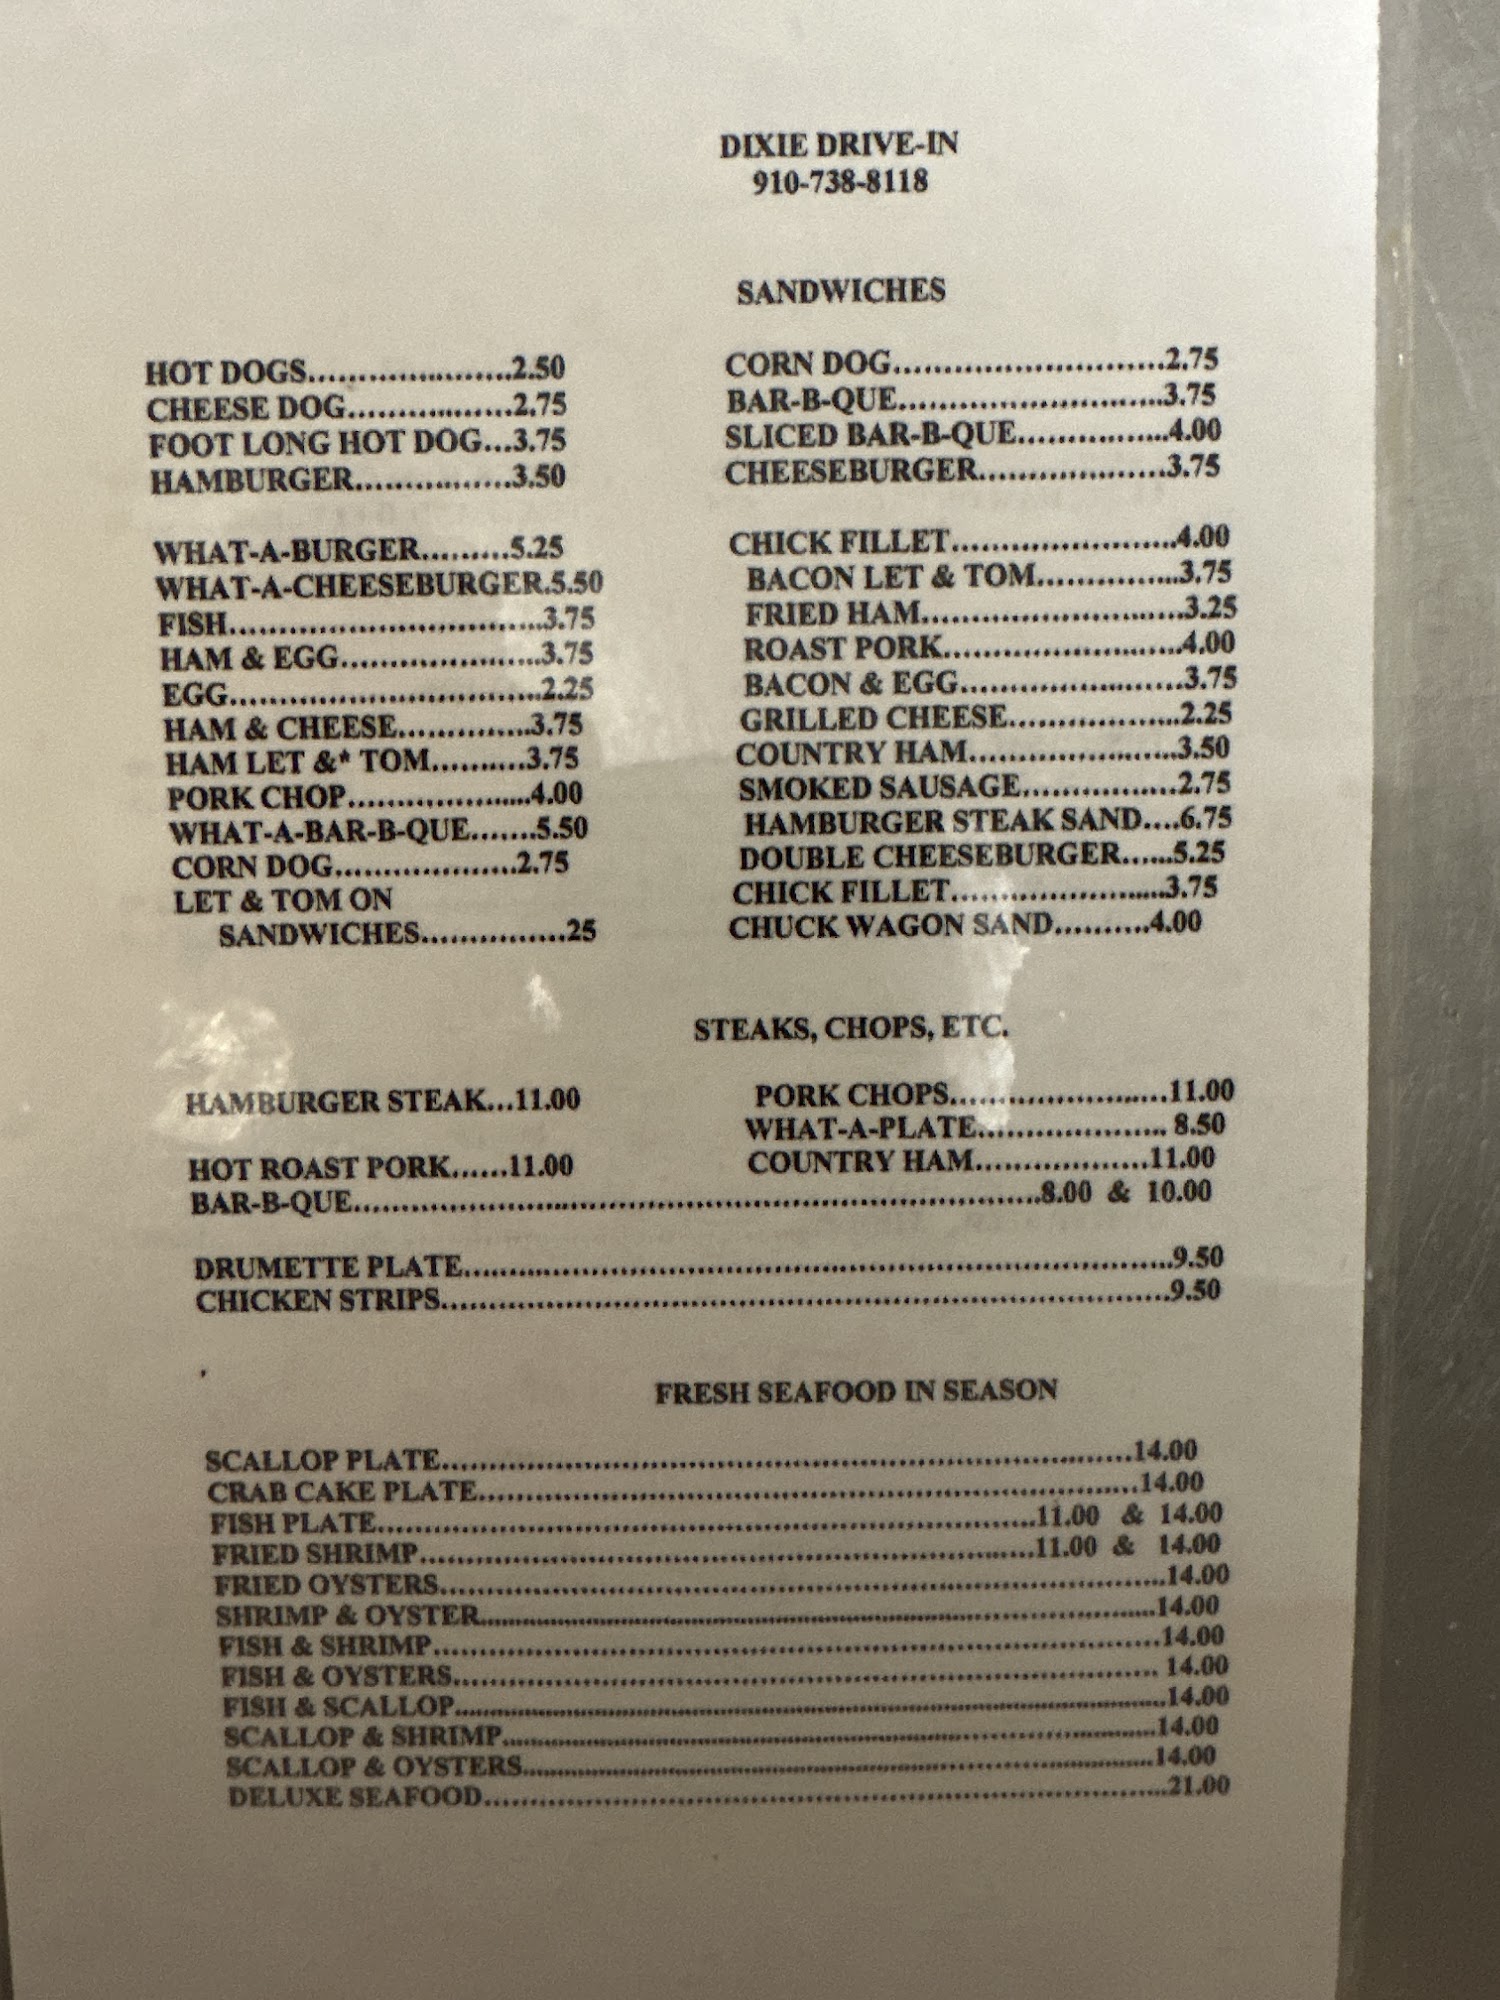 DIXIE DRIVE-IN
910-738-8118
SANDWICHES
HOT DOGS......................2.50
CHEESE DOG.................2.75
FOOT LONG HOT DOG...3.75
HAMBURGER................3.50
WHAT-A-BURGER.........5.25
WHAT-A-CHEESEBURGER.5.50
FISH................................3.75
HAM & EGG.....................3.75
EGG................................2.25
HAM & CHEESE..............3.75
HAM LET &* TOM..........3.75
PORK CHOP...................4.00
WHAT-A-BAR-B-QUE.......5.50
CORN DOG...................2.75
LET & TOM ON
SANDWICHES...............25
CORN DOG...........................2.75
BAR-B-QUE..........................3.75
SLICED BAR-B-QUE...............4.00
CHEESEBURGER...................3.75
CHICK FILLET.......................4.00
BACON LET & TOM...............3.75
FRIED HAM..........................3.25
ROAST PORK........................4.00
BACON & EGG......................3.75
GRILLED CHEESE.................2.25
COUNTRY HAM.....................3.50
SMOKED SAUSAGE...............2.75
HAMBURGER STEAK SAND....6.75
DOUBLE CHEESEBURGER......5.25
CHICK FILLET......................3.75
CHUCK WAGON SAND..........4.00
STEAKS, CHOPS, ETC.
HAMBURGER STEAK...11.00
HOT ROAST PORK......11.00
PORK CHOPS......................11.00
WHAT-A-PLATE................... 8.50
COUNTRY HAM..................11.00
BAR-B-QUE......................................................................8.00 & 10.00
DRUMETTE PLATE........................................................................9.50
CHICKEN STRIPS..........................................................................9.50
FRESH SEAFOOD IN SEASON
SCALLOP PLATE......................................................................14.00
CRAB CAKE PLATE...................................................................14.00
FISH PLATE..................................................................11.00 & 14.00
FRIED SHRIMP..............................................................11.00 & 14.00
FRIED OYSTERS.........................................................................14.00
SHRIMP & OYSTER.....................................................................14.00
FISH & SHRIMP.........................................................................14.00
FISH & OYSTERS....................................................................... 14.00
FISH & SCALLOP........................................................................14.00
SCALLOP & SHRIMP...................................................................14.00
SCALLOP & OYSTERS.................................................................14.00
DELUXE SEAFOOD.....................................................................21.00